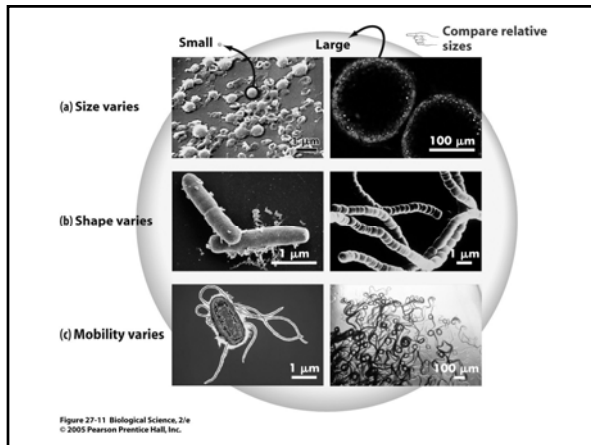 Small
Large
Compare relative
sizes
(a) Size varies
1 µm
100 µm
(b) Shape varies
1 µm
1 µm
(c) Mobility varies
1 µm
100 µm
Figure 27-11 Biological Science, 2/e
© 2005 Pearson Prentice Hall, Inc.